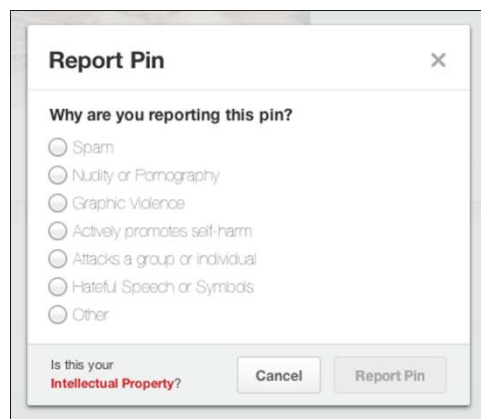 Report Pin ×
Why are you reporting this pin?
Spam
Nudity or Pornography
Graphic Violence
Actively promotes self-harm
Attacks a group or individual
Hateful Speech or Symbols
Other
Is this your
Intellectual Property?
Cancel
Report Pin